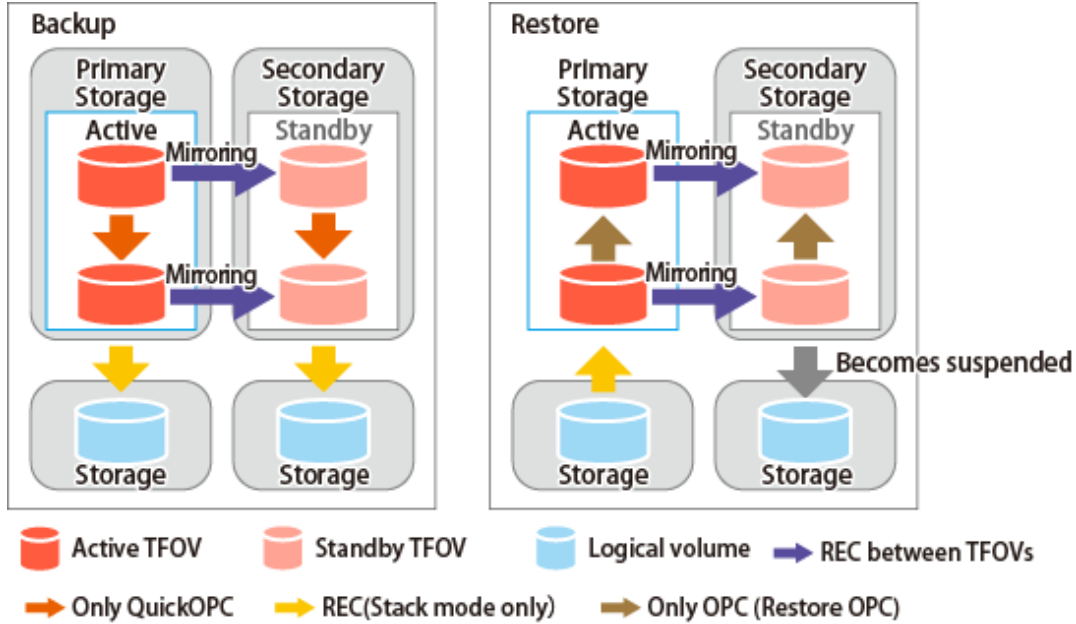 Backup
Primary
Storage
Secondary
Storage
Active
Standby
Mirroring
Mirroring
Storage
Storage
Restore
Primary
Storage
Secondary
Storage
Active
Standby
Mirroring
Mirroring
Becomes suspended
Storage
Storage
Active TFOV
Standby TFOV
Logical volume
REC between TFOVs
Only QuickOPC
REC(Stack mode only)
Only OPC (Restore OPC)